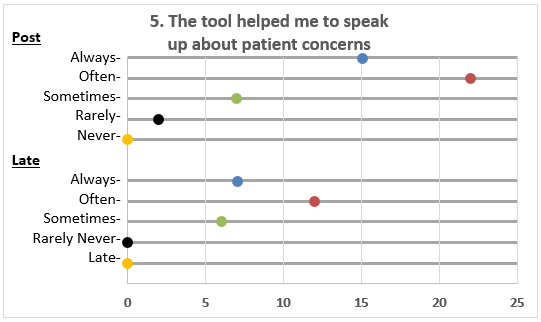 5. The tool helped me to speak
up about patient concerns
Post
Always-
Often-
Sometimes-
Rarely-
Never-
Late
Always-
Often-
Sometimes-
Rarely Never-
Late-
0 5 10 15 20 25